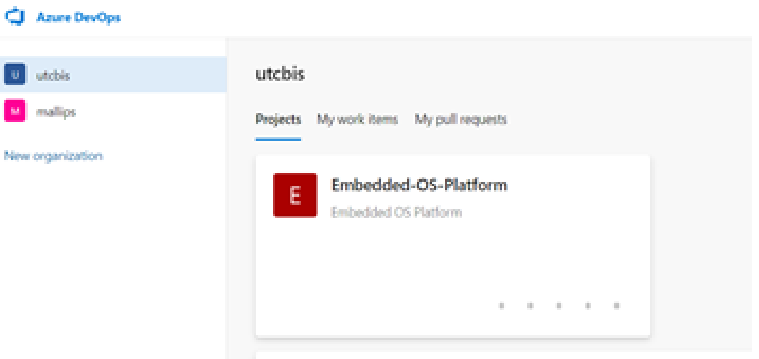 Azure DevOps
U utcbis
M mallips
New organization
utcbis
Projects My work items My pull requests
E Embedded-OS-Platform
Embedded OS Platform